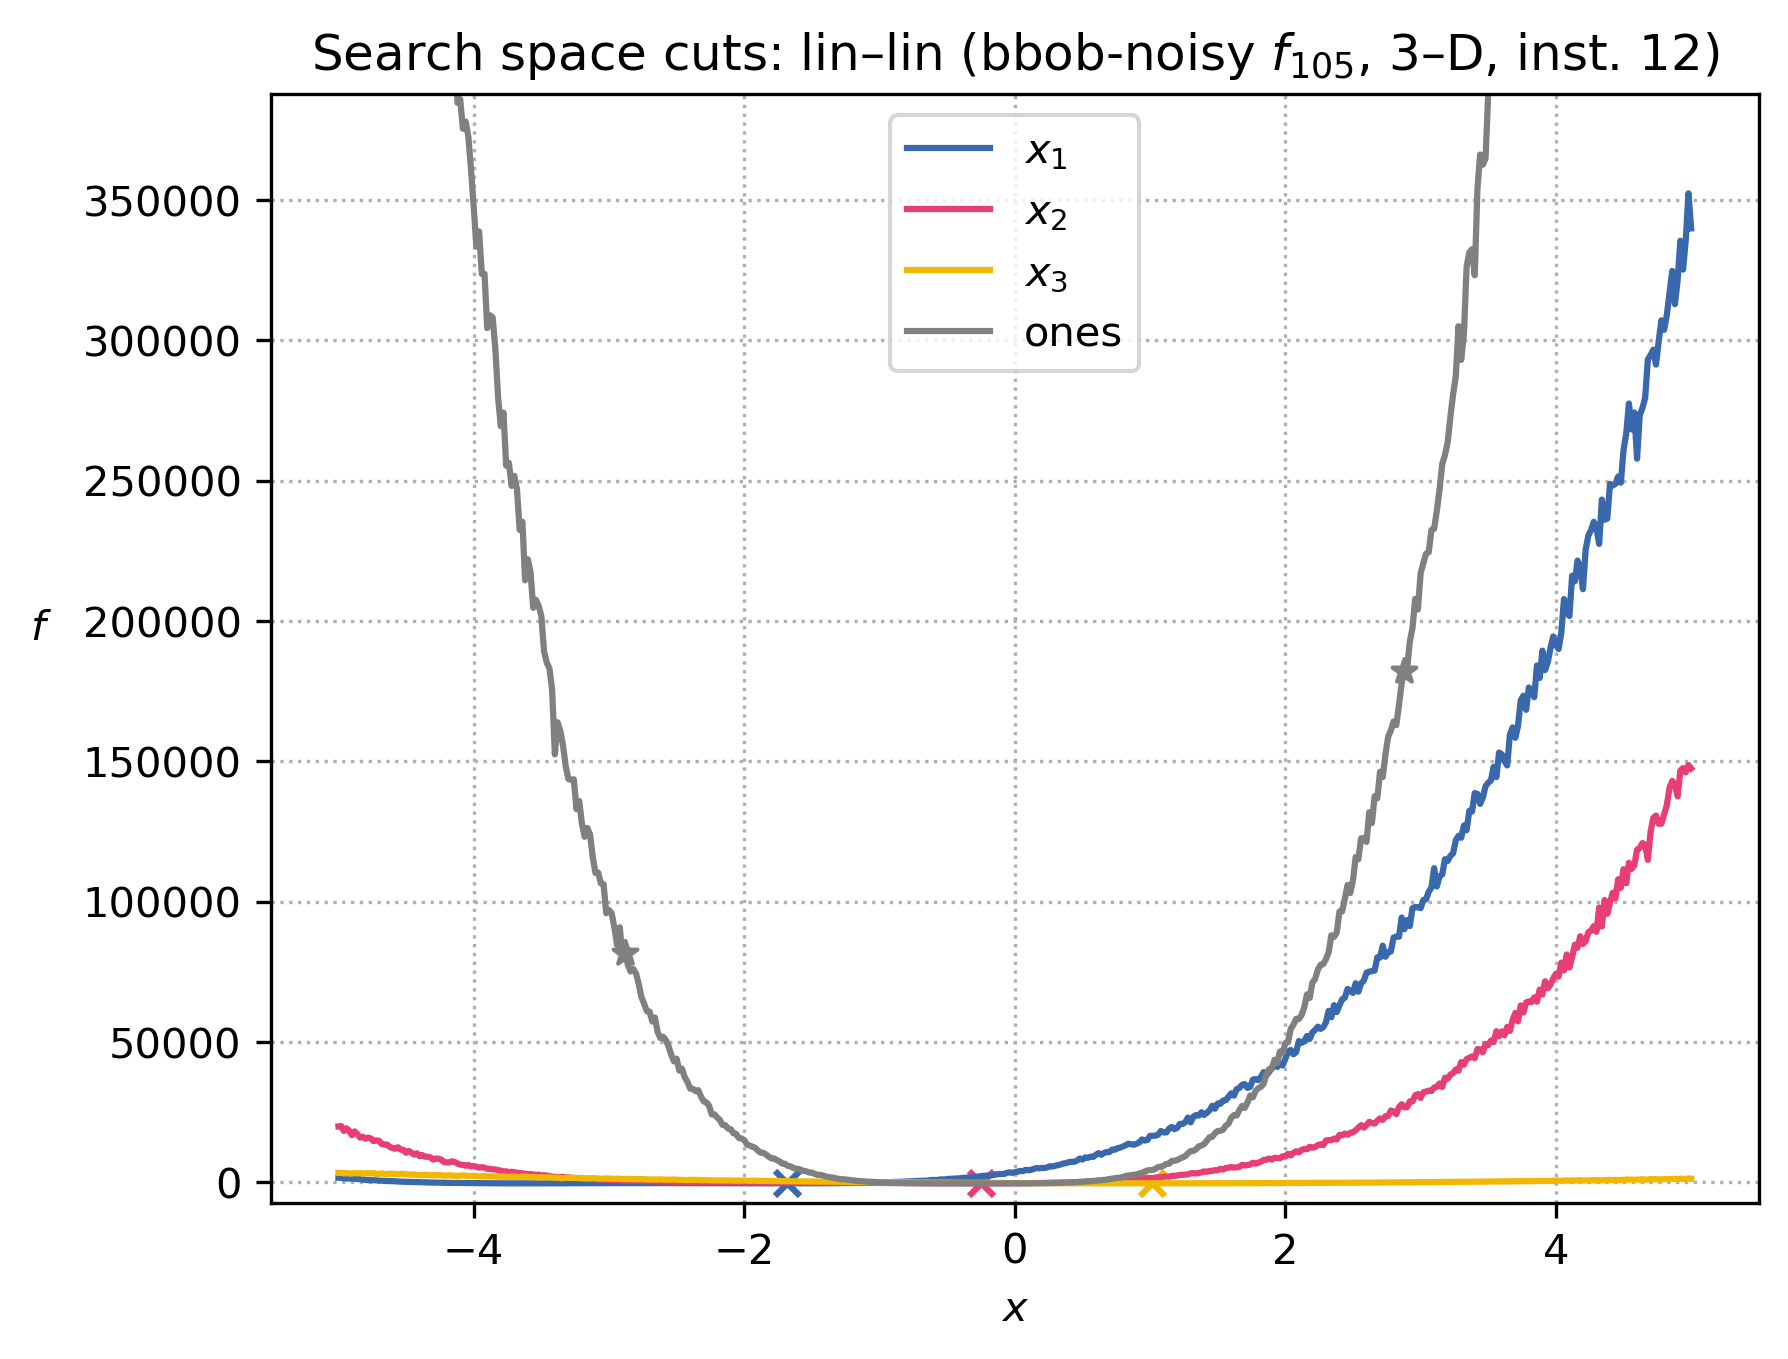 Search space cuts: lin–lin (bbob-noisy f₁₀₅, 3–D, inst. 12)
x₁
x₂
x₃
ones
350000
300000
250000
200000
150000
100000
50000
0
f
−4
−2
0
2
4
x